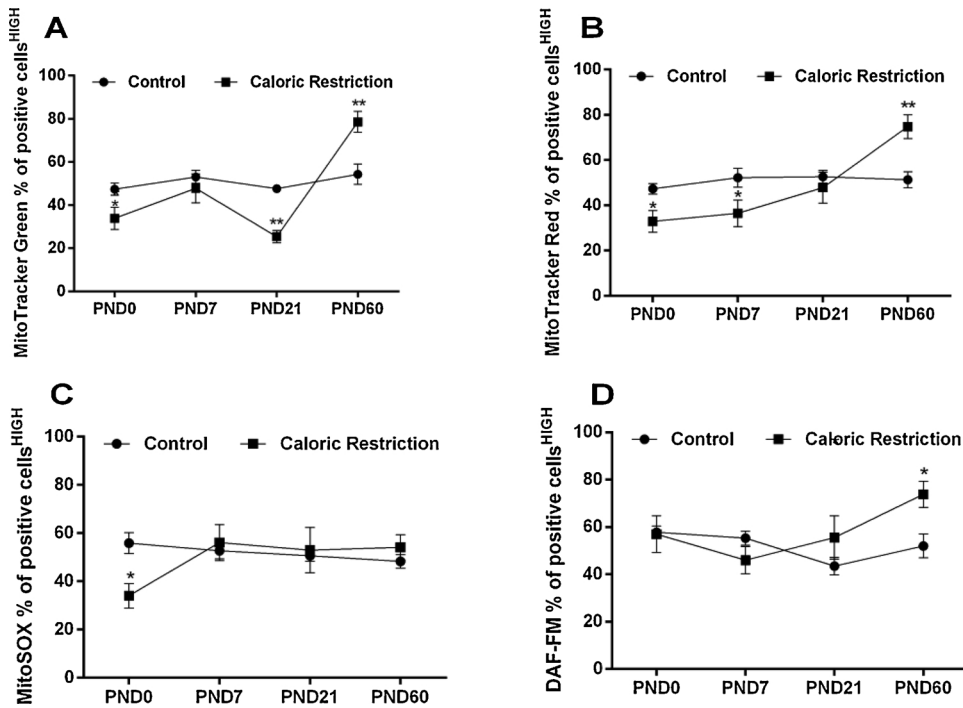 A
MitoTracker Green % of positive cellsHIGH
Control
Caloric Restriction
100
80
60
40
20
0
*
**
**
PND0 PND7 PND21 PND60
B
MitoTracker Red % of positive cellsHIGH
Control
Caloric Restriction
100
80
60
40
20
0
*
*
**
PND0 PND7 PND21 PND60
C
MitoSOX % of positive cellsHIGH
Control
Caloric Restriction
100
80
60
40
20
0
*
PND0 PND7 PND21 PND60
D
DAF-FM % of positive cellsHIGH
Control
Caloric Restriction
100
80
60
40
20
0
*
PND0 PND7 PND21 PND60